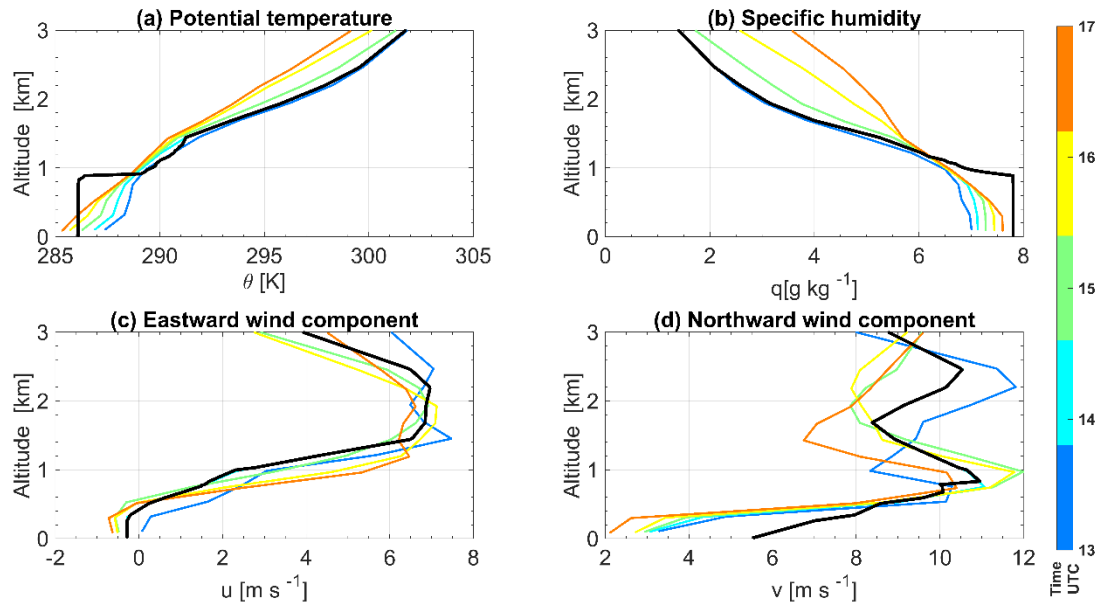 (a) Potential temperature
3
2
1
0
Altitude [km]
285 290 295 300 305
θ [K]
(b) Specific humidity
3
2
1
0
Altitude [km]
0 2 4 6 8
q[g kg -1]
(c) Eastward wind component
3
2
1
0
Altitude [km]
-2 0 2 4 6 8
u [m s -1]
(d) Northward wind component
3
2
1
0
Altitude [km]
2 4 6 8 10 12
v [m s -1]
17
16
15
14
13
Time
UTC